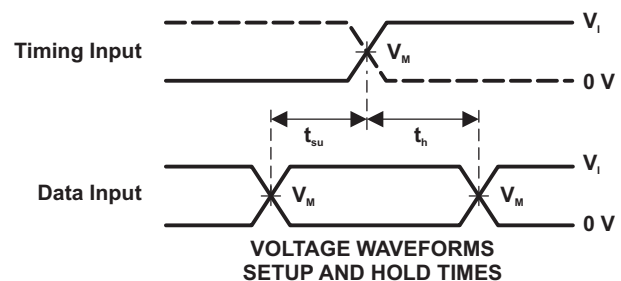 V_I
Timing Input
V_M
0 V
t_su
t_h
V_I
Data Input
V_M
V_M
0 V
VOLTAGE WAVEFORMS
SETUP AND HOLD TIMES